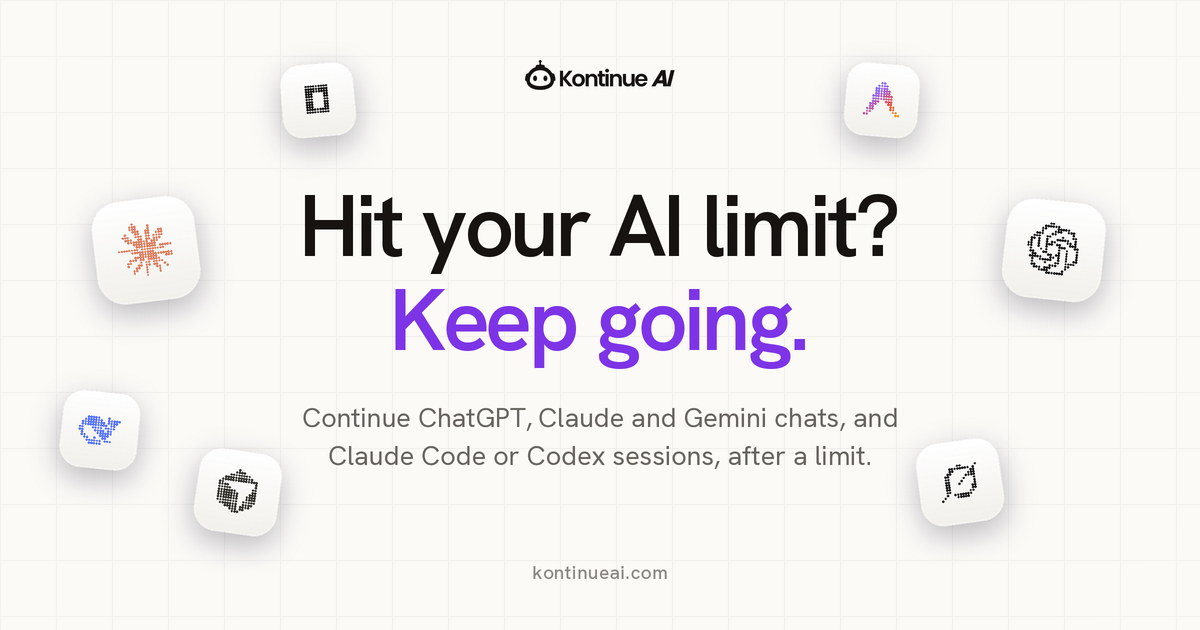 Kontinue AI
Hit your AI limit?
Keep going.
Continue ChatGPT, Claude and Gemini chats, and
Claude Code or Codex sessions, after a limit.
kontinueai.com